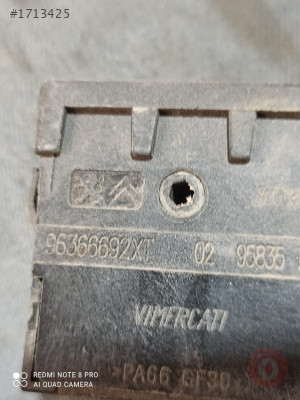 #1713425
96366692XT 02 95835
VIMERCATI
>PA66 GF30
REDMI NOTE 8 PRO
AI QUAD CAMERA